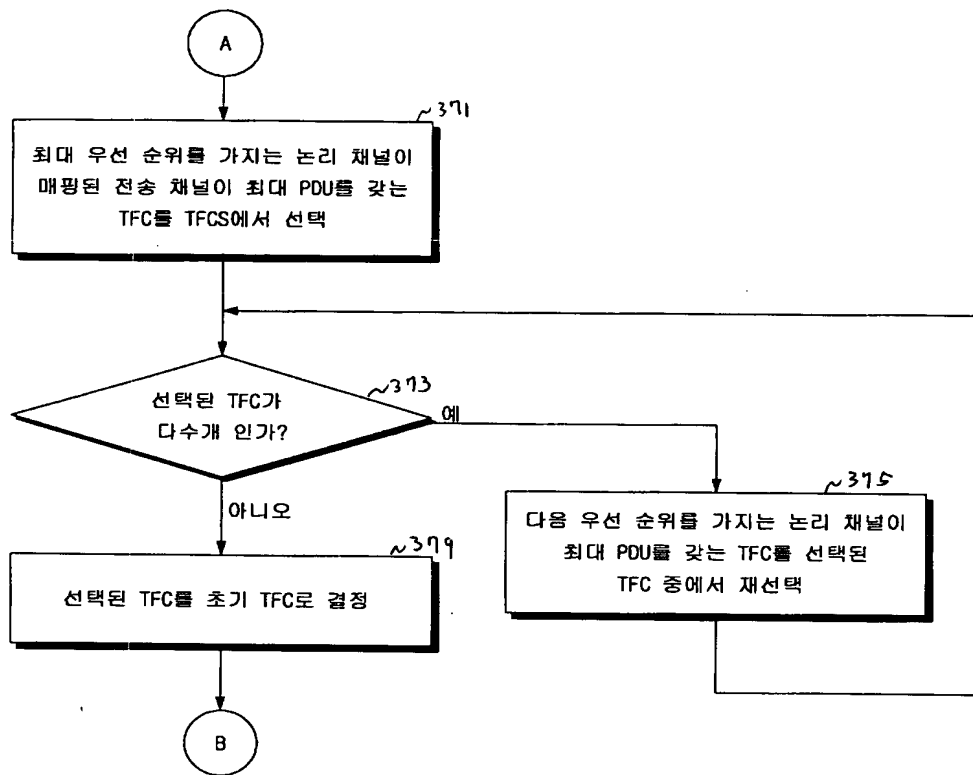 A
~371
최대 우선 순위를 가지는 논리 채널이
매핑된 전송 채널이 최대 PDU를 갖는
TFC를 TFCS에서 선택
~373
선택된 TFC가
다수개 인가?
예
~375
아니오
다음 우선 순위를 가지는 논리 채널이
최대 PDU를 갖는 TFC를 선택된
TFC 중에서 재선택
~379
선택된 TFC를 초기 TFC로 결정
B